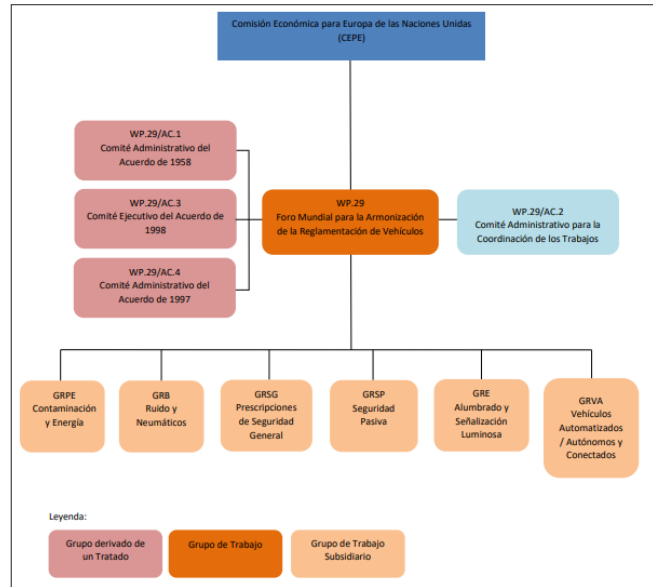 Comisión Económica para Europa de las Naciones Unidas
(CEPE)
WP.29/AC.1
Comité Administrativo del
Acuerdo de 1958
WP.29/AC.3
Comité Ejecutivo del Acuerdo de
1998
WP.29/AC.4
Comité Administrativo del
Acuerdo de 1997
WP.29
Foro Mundial para la Armonización
de la Reglamentación de Vehículos
WP.29/AC.2
Comité Administrativo para la
Coordinación de los Trabajos
GRPE
Contaminación
y Energía
GRB
Ruido y
Neumáticos
GRSG
Prescripciones
de Seguridad
General
GRSP
Seguridad
Pasiva
GRE
Alumbrado y
Señalización
Luminosa
GRVA
Vehículos
Automatizados
/ Autónomos y
Conectados
Leyenda:
Grupo derivado de
un Tratado
Grupo de Trabajo
Grupo de Trabajo
Subsidiario